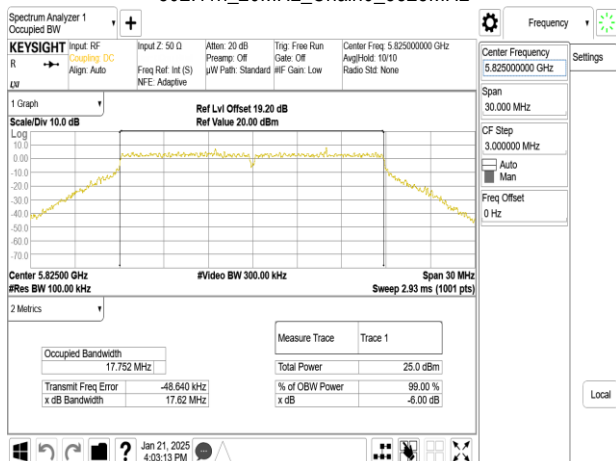 Spectrum Analyzer 1
Occupied BW
Frequency
KEYSIGHT
R
Input: RF
Coupling: DC
Align: Auto
Input Z: 50 Ω
Freq Ref: Int (S)
NFE: Adaptive
Atten: 20 dB
Preamp: Off
µW Path: Standard
Trig: Free Run
Gate: Off
#IF Gain: Low
Center Freq: 5.825000000 GHz
Avg|Hold: 10/10
Radio Std: None
Center Frequency
5.825000000 GHz
Settings
Span
30.000 MHz
CF Step
3.000000 MHz
Auto
Man
Freq Offset
0 Hz
Local
1 Graph
Scale/Div 10.0 dB
Ref Lvl Offset 19.20 dB
Ref Value 20.00 dBm
Log
10.0
0.00
-10.0
-20.0
-30.0
-40.0
-50.0
-60.0
-70.0
Center 5.82500 GHz
#Video BW 300.00 kHz
Span 30 MHz
#Res BW 100.00 kHz
Sweep 2.93 ms (1001 pts)
2 Metrics
Measure Trace Trace 1
Occupied Bandwidth
17.752 MHz
Total Power 25.0 dBm
Transmit Freq Error -48.640 kHz
% of OBW Power 99.00 %
x dB Bandwidth 17.62 MHz
x dB -6.00 dB
?
Jan 21, 2025
4:03:13 PM